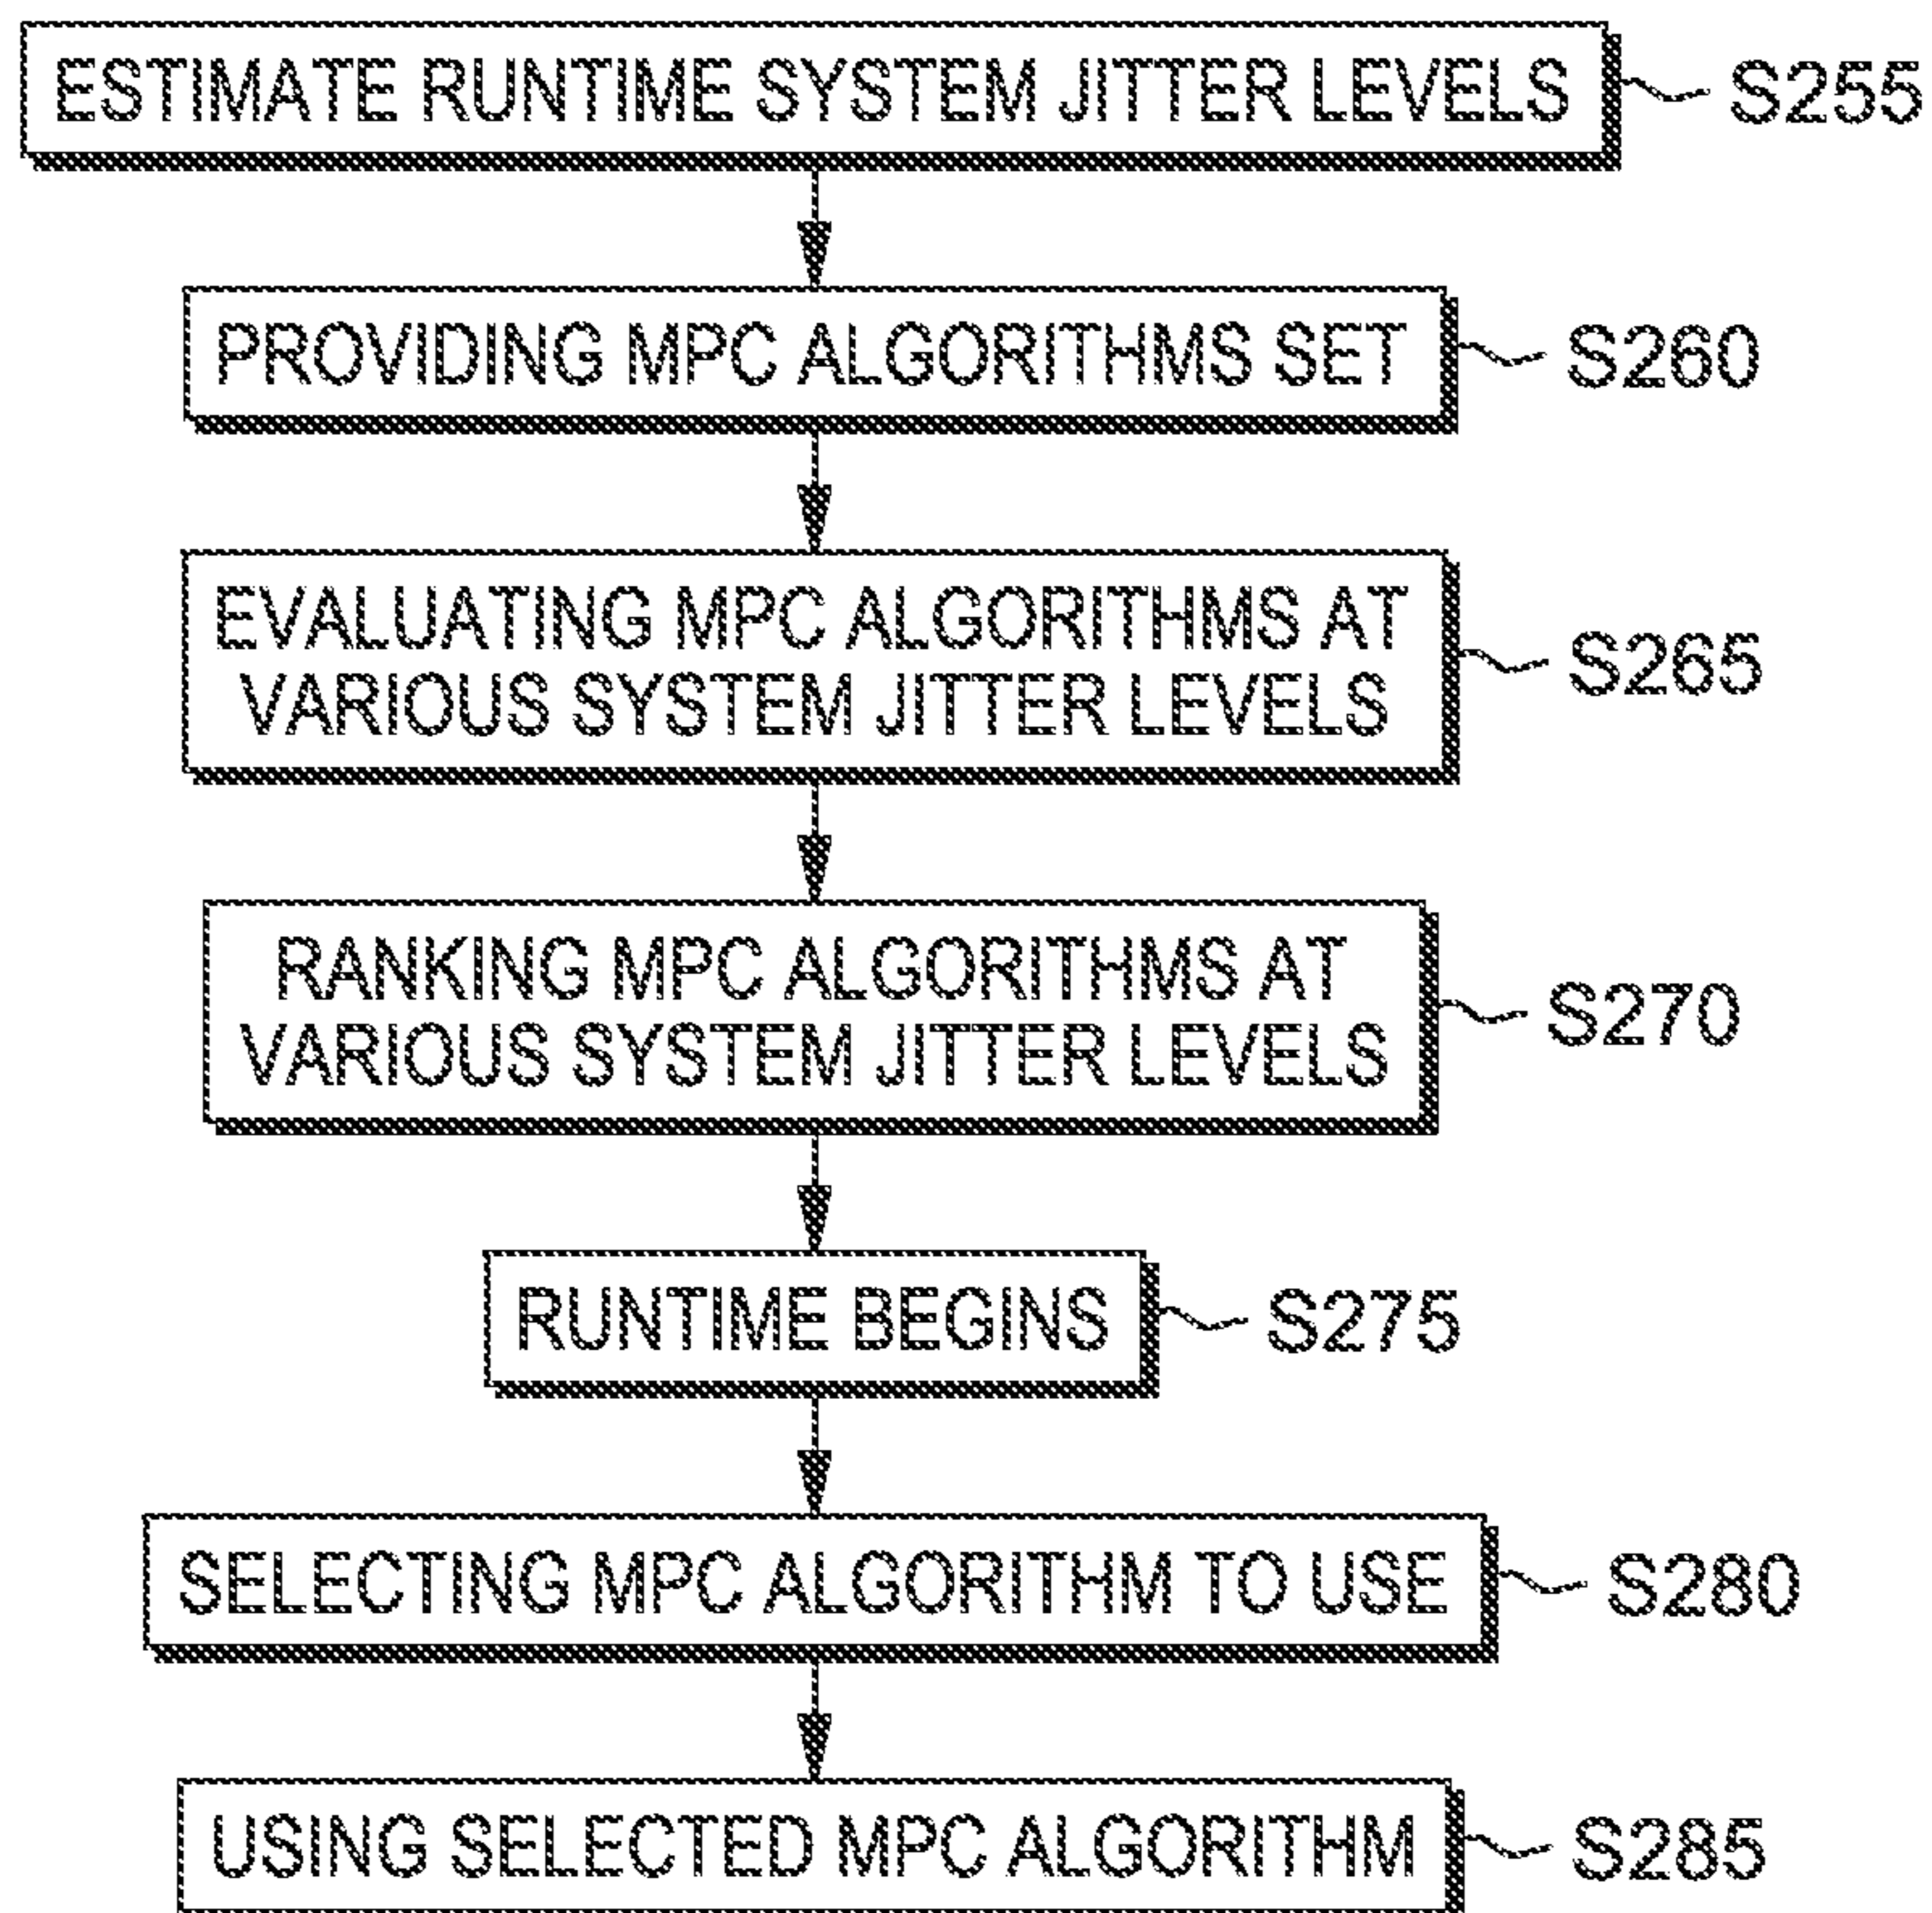 ESTIMATE RUNTIME SYSTEM JITTER LEVELS
S255
PROVIDING MPC ALGORITHMS SET
S260
EVALUATING MPC ALGORITHMS AT
VARIOUS SYSTEM JITTER LEVELS
S265
RANKING MPC ALGORITHMS AT
VARIOUS SYSTEM JITTER LEVELS
S270
RUNTIME BEGINS
S275
SELECTING MPC ALGORITHM TO USE
S280
USING SELECTED MPC ALGORITHM
S285